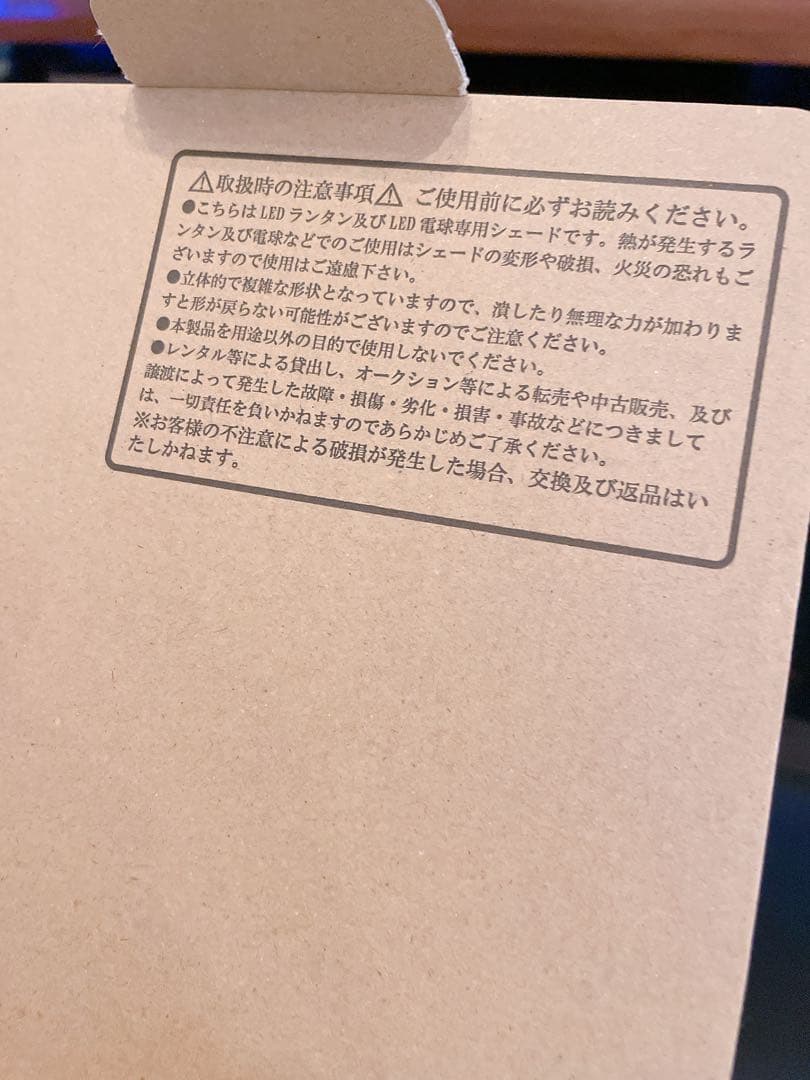 ⚠取扱時の注意事項⚠ ご使用前に必ずお読みください。
●こちらはLEDランタン及びLED電球専用シェードです。熱が発生するラ
ンタン及び電球などでのご使用はシェードの変形や破損、火災の恐れもご
ざいますので使用はご遠慮下さい。
●立体的で複雑な形状となっていますので、潰したり無理な力が加わりま
すと形が戻らない可能性がございますのでご注意ください。
●本製品を用途以外の目的で使用しないでください。
●レンタル等による貸出し、オークション等による転売や中古販売、及び
譲渡によって発生した故障・損傷・劣化・損害・事故などにつきまして
は、一切責任を負いかねますのであらかじめご了承ください。
※お客様の不注意による破損が発生した場合、交換及び返品はい
たしかねます。